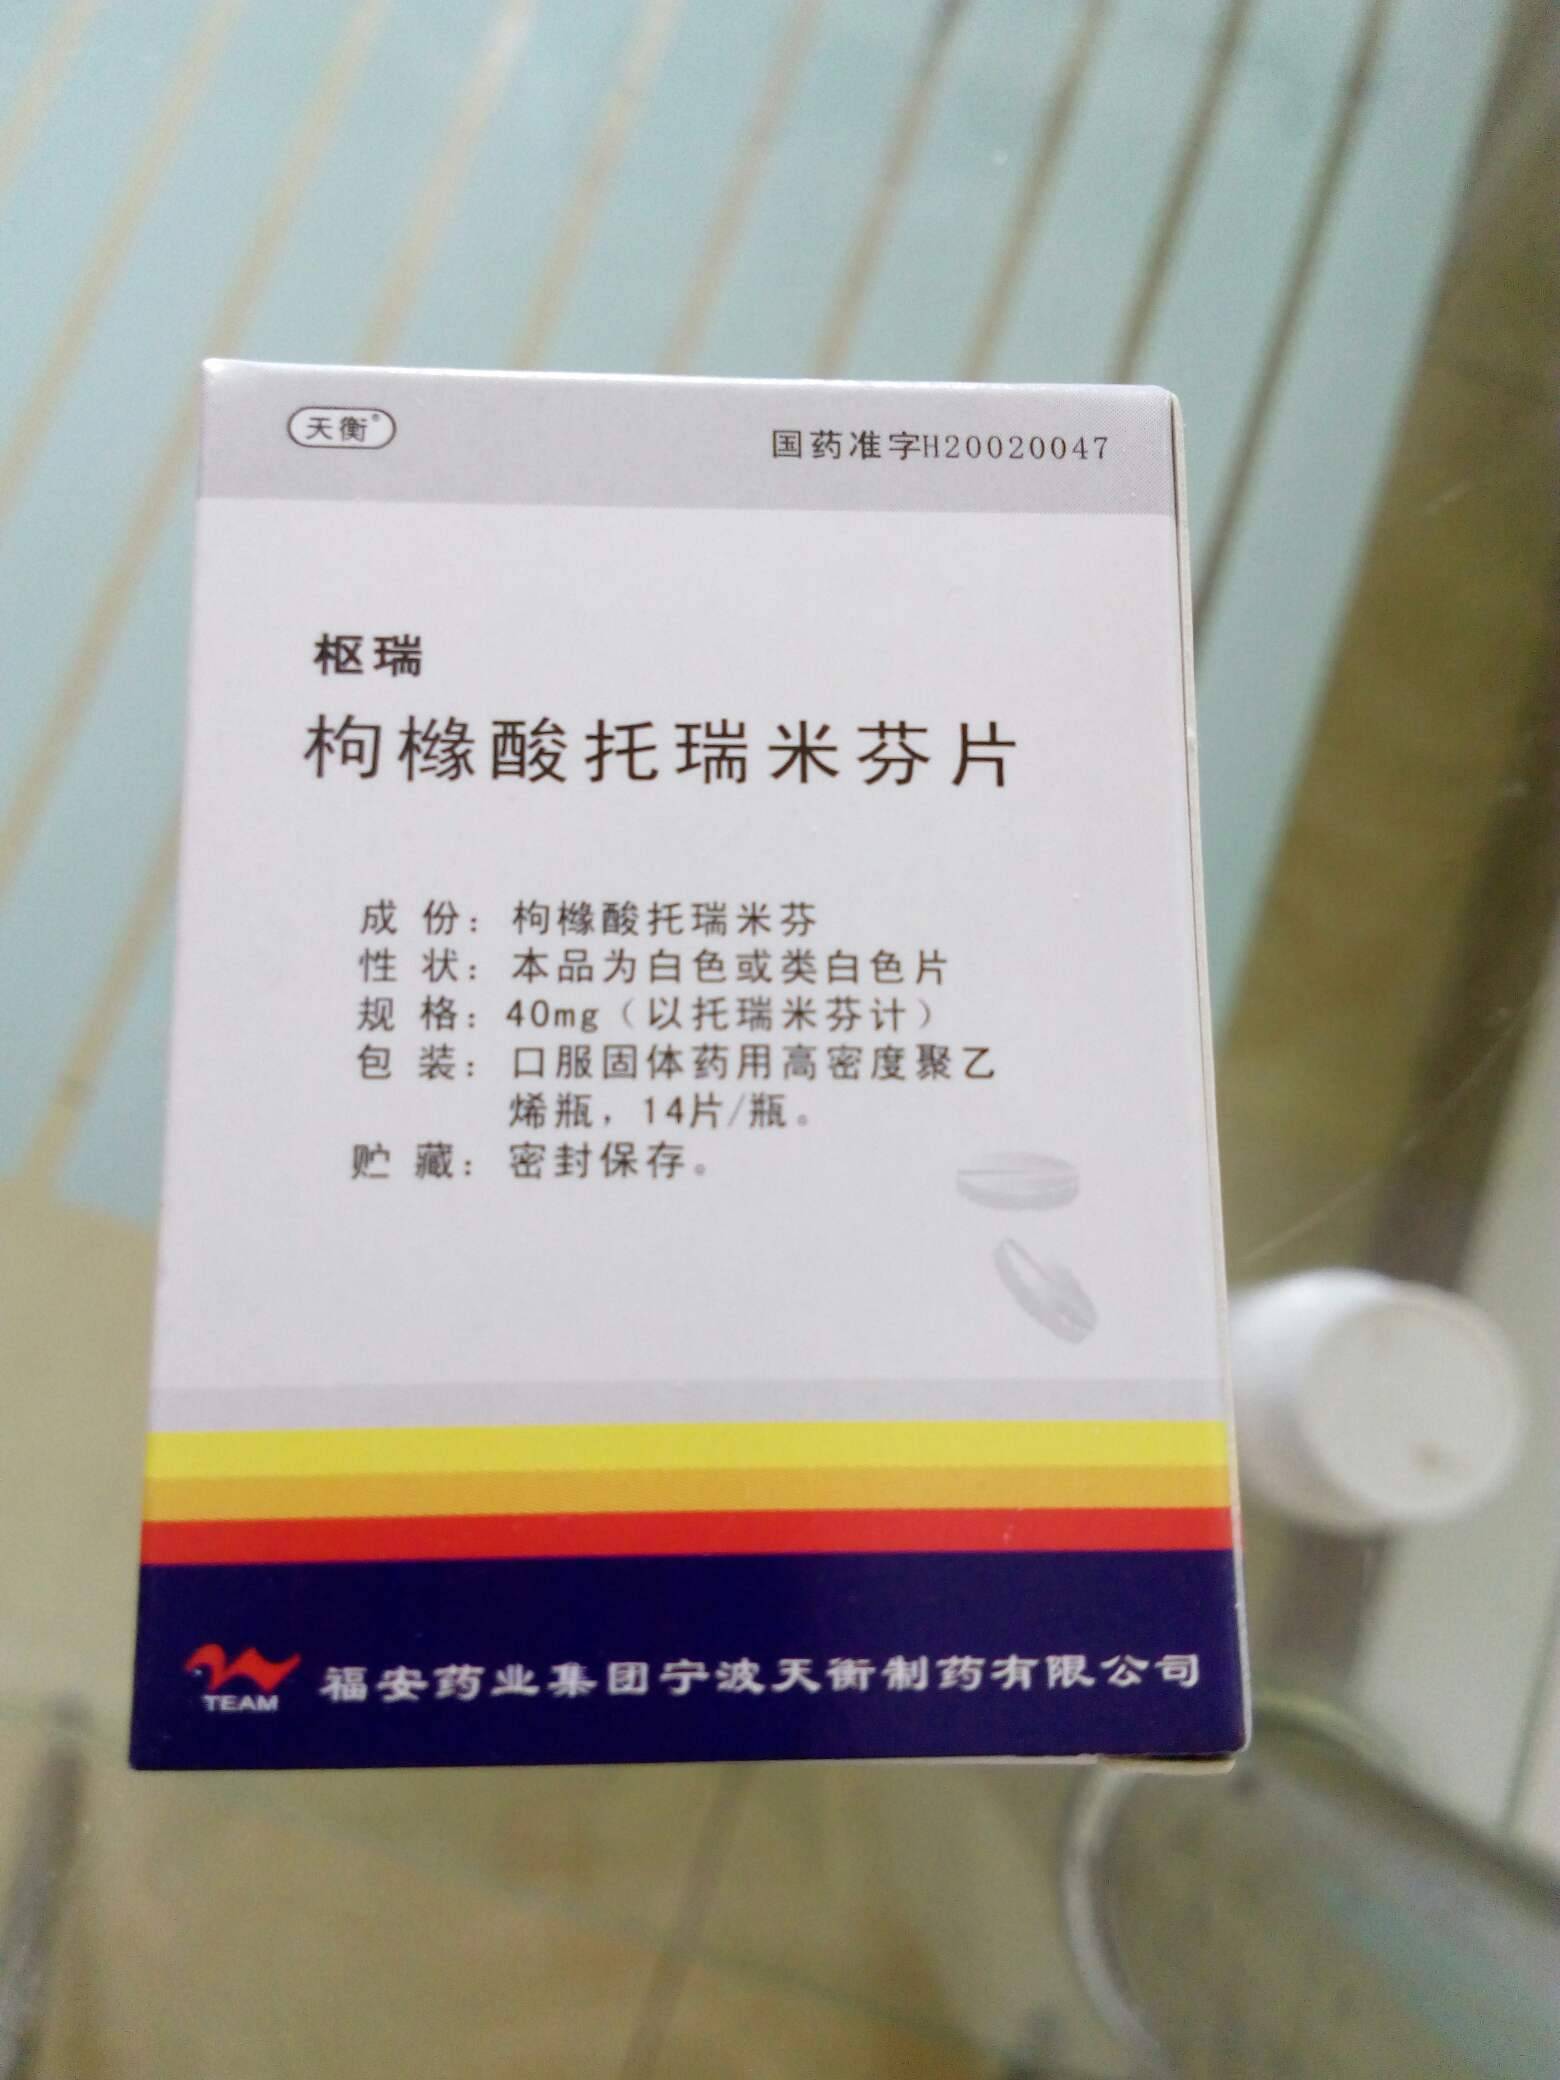 天衡®
国药准字H20020047
枢瑞
枸橼酸托瑞米芬片
成 份：枸橼酸托瑞米芬
性 状：本品为白色或类白色片
规 格：40mg（以托瑞米芬计）
包 装：口服固体药用高密度聚乙
烯瓶，14片/瓶。
贮 藏：密封保存。
TEAM
福安药业集团宁波天衡制药有限公司